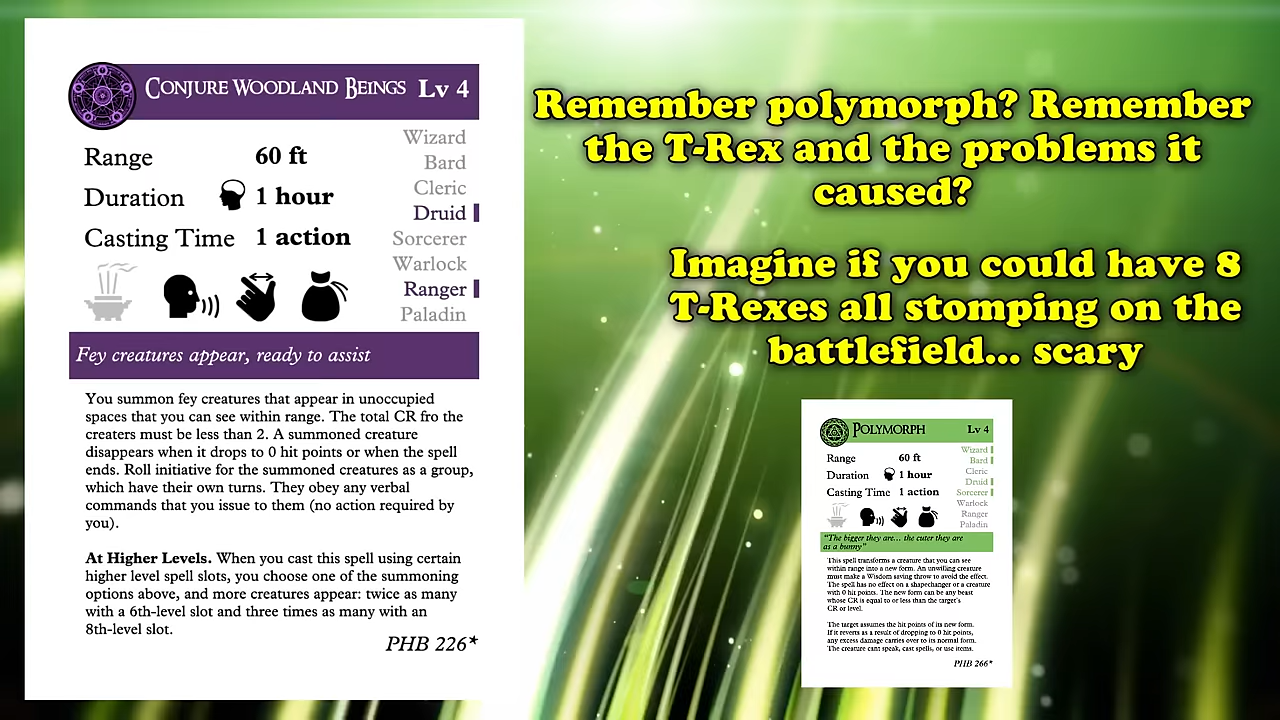 Conjure Woodland Beings Lv 4
Range 60 ft
Duration 1 hour
Casting Time 1 action
Wizard
Bard
Cleric
Druid
Sorcerer
Warlock
Ranger
Paladin
Fey creatures appear, ready to assist
You summon fey creatures that appear in unoccupied
spaces that you can see within range. The total CR fro the
creaters must be less than 2. A summoned creature
disappears when it drops to 0 hit points or when the spell
ends. Roll initiative for the summoned creatures as a group,
which have their own turns. They obey any verbal
commands that you issue to them (no action required by
you).
At Higher Levels. When you cast this spell using certain
higher level spell slots, you choose one of the summoning
options above, and more creatures appear: twice as many
with a 6th-level slot and three times as many with an
8th-level slot.
PHB 226*
Remember polymorph? Remember
the T-Rex and the problems it
caused?
Imagine if you could have 8
T-Rexes all stomping on the
battlefield... scary
Polymorph Lv 4
Range 60 ft
Duration 1 hour
Casting Time 1 action
Wizard
Bard
Cleric
Druid
Sorcerer
Warlock
Ranger
Paladin
"The bigger they are... the cuter they are
as a bunny"
This spell transforms a creature that you can see
within range into a new form. An unwilling creature
must make a Wisdom saving throw to avoid the effect.
The spell has no effect on a shapechanger or a creature
with 0 hit points. The new form can be any beast
whose CR is equal to or less than the target's
CR or level.
The target assumes the hit points of its new form.
If it reverts as a result of dropping to 0 hit points,
any excess damage carries over to its normal form.
The creature cant speak, cast spells, or use items.
PHB 266*